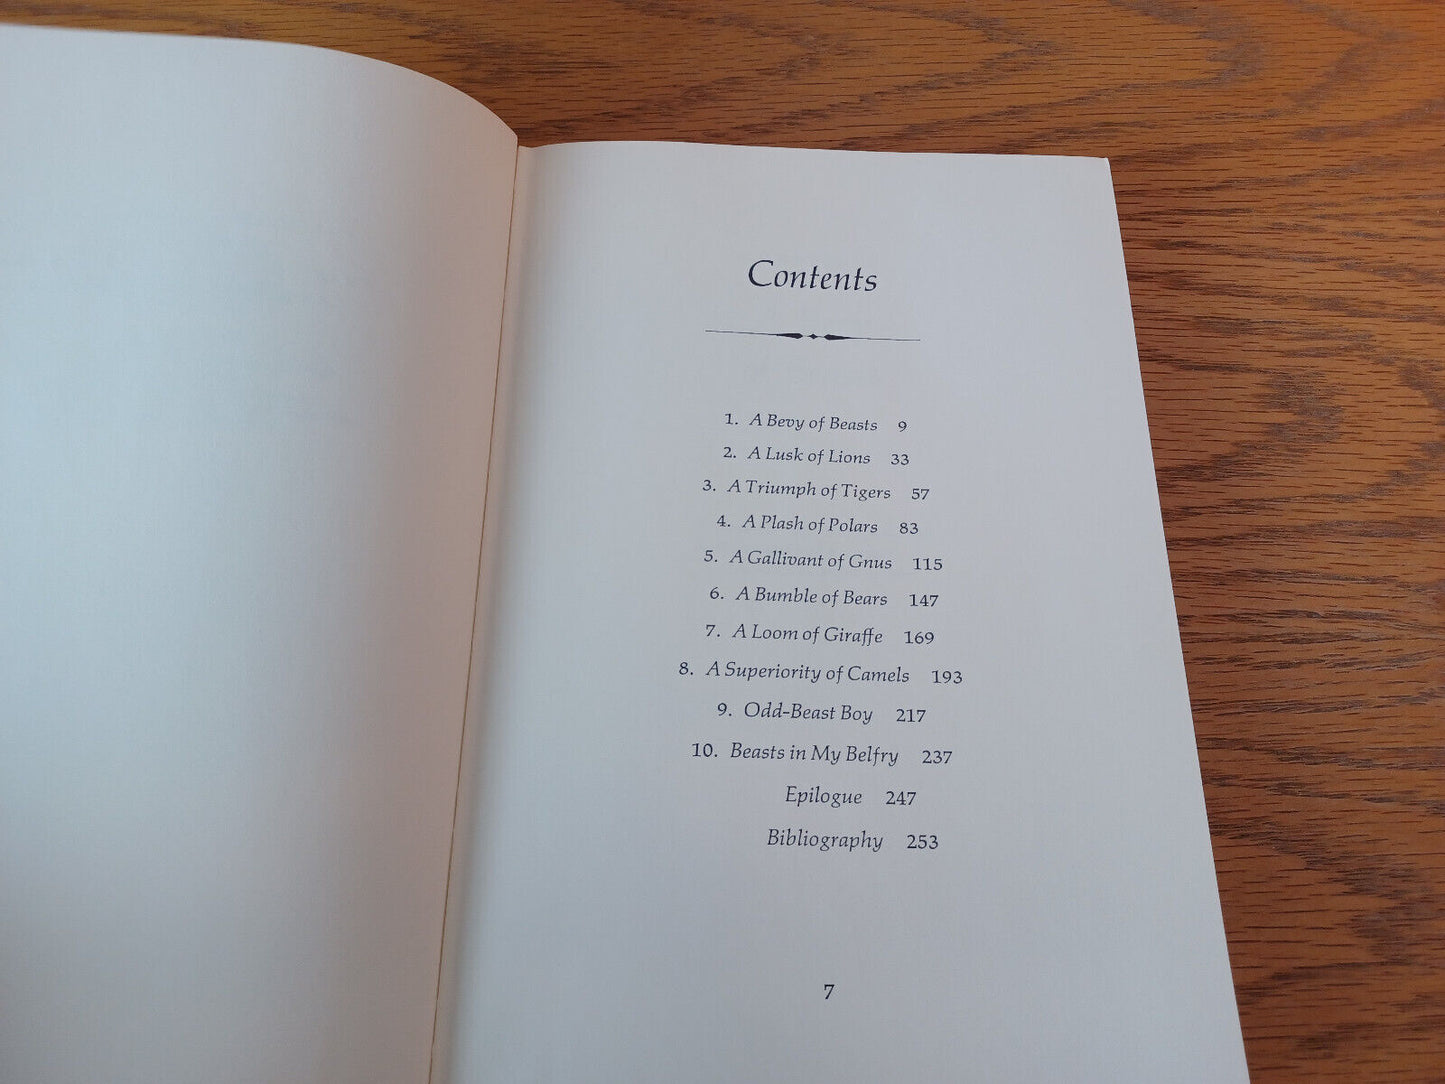 Contents
1. A Bevy of Beasts 9
2. A Lusk of Lions 33
3. A Triumph of Tigers 57
4. A Plash of Polars 83
5. A Gallivant of Gnus 115
6. A Bumble of Bears 147
7. A Loom of Giraffe 169
8. A Superiority of Camels 193
9. Odd-Beast Boy 217
10. Beasts in My Belfry 237
Epilogue 247
Bibliography 253
7